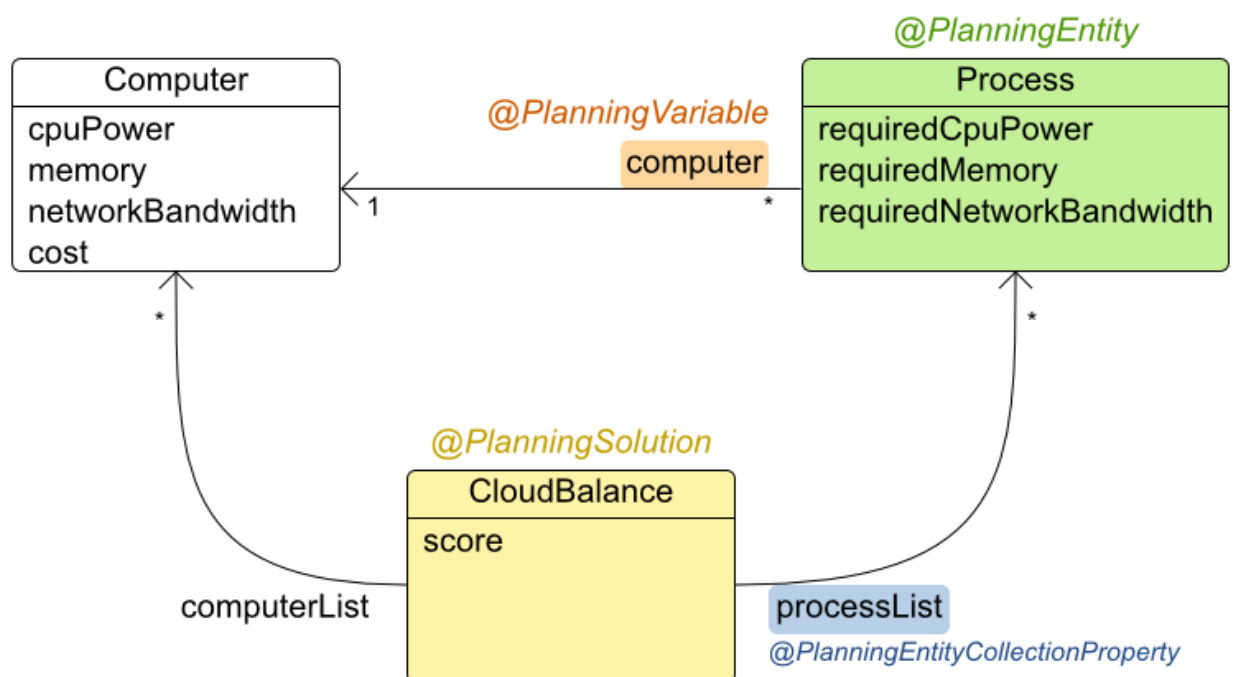 @PlanningEntity
Computer
Process
@PlanningVariable
cpuPower
requiredCpuPower
computer
memory
requiredMemory
1
*
networkBandwidth
requiredNetworkBandwidth
cost
*
*
@PlanningSolution
CloudBalance
score
computerList
processList
@PlanningEntityCollectionProperty